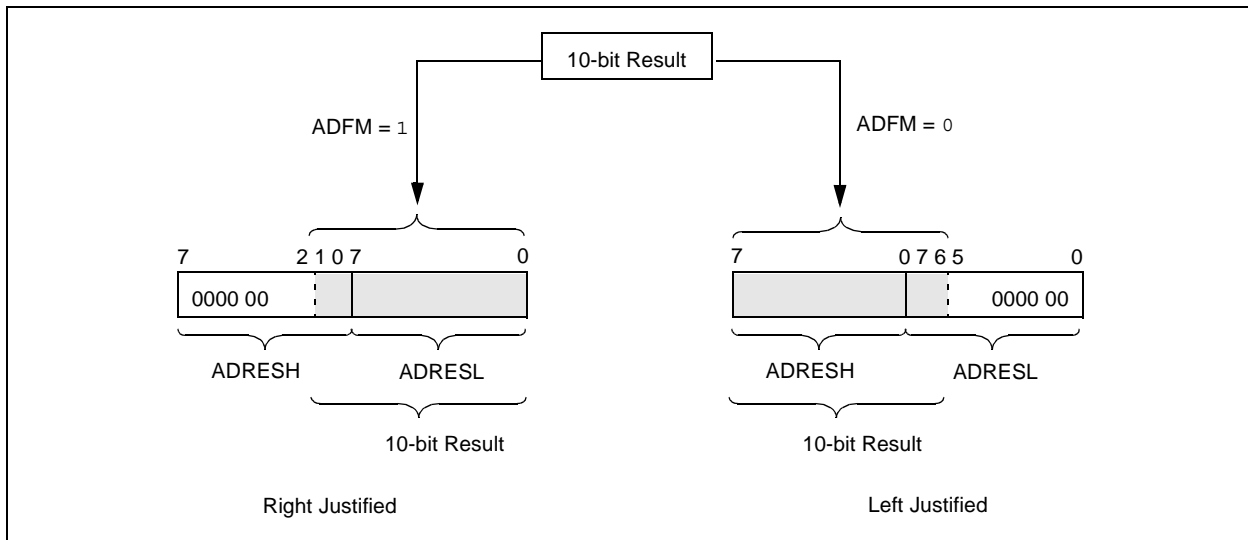 10-bit Result
ADFM = 1
ADFM = 0
7 2 1 0 7 0
7 0 7 6 5 0
0000 00
0000 00
ADRESH ADRESL
ADRESH ADRESL
10-bit Result
10-bit Result
Right Justified
Left Justified